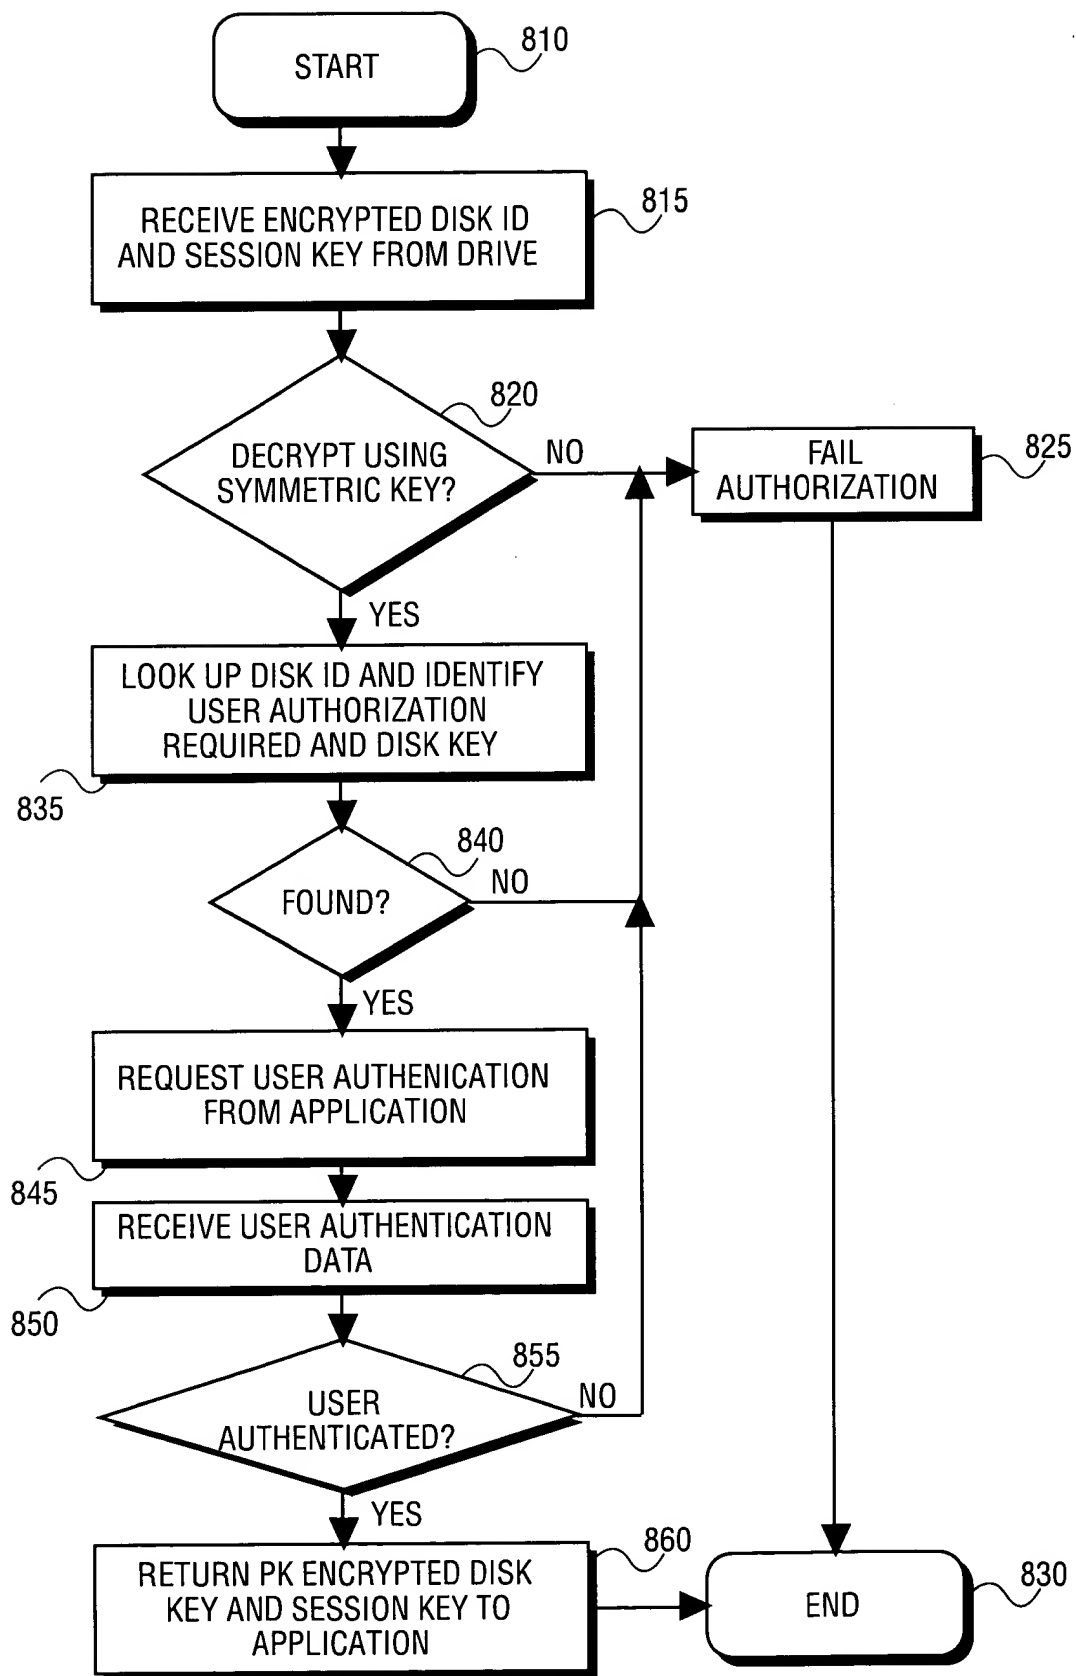 START
810
RECEIVE ENCRYPTED DISK ID
AND SESSION KEY FROM DRIVE
815
820
DECRYPT USING
SYMMETRIC KEY?
NO
FAIL
AUTHORIZATION
825
YES
LOOK UP DISK ID AND IDENTIFY
USER AUTHORIZATION
REQUIRED AND DISK KEY
835
840
FOUND?
NO
YES
REQUEST USER AUTHENICATION
FROM APPLICATION
845
RECEIVE USER AUTHENTICATION
DATA
850
855
USER
AUTHENTICATED?
NO
YES
RETURN PK ENCRYPTED DISK
KEY AND SESSION KEY TO
APPLICATION
860
END
830